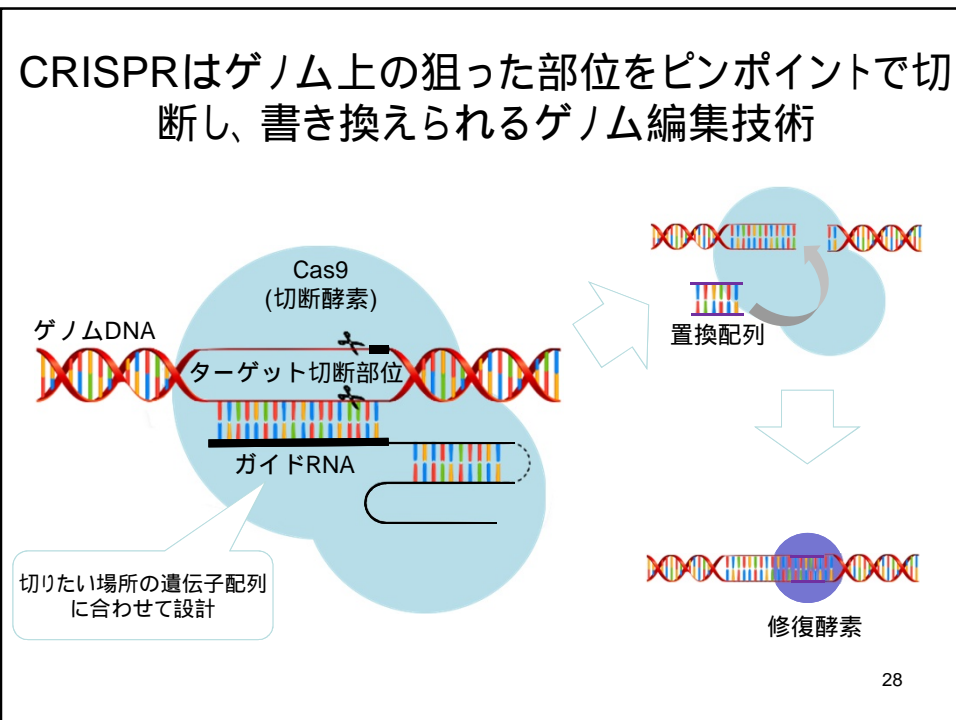 CRISPRはゲノム上の狙った部位をピンポイントで切
断し、書き換えられるゲノム編集技術
Cas9
(切断酵素)
ゲノムDNA
ターゲット切断部位
ガイドRNA
切りたい場所の遺伝子配列
に合わせて設計
置換配列
修復酵素
28